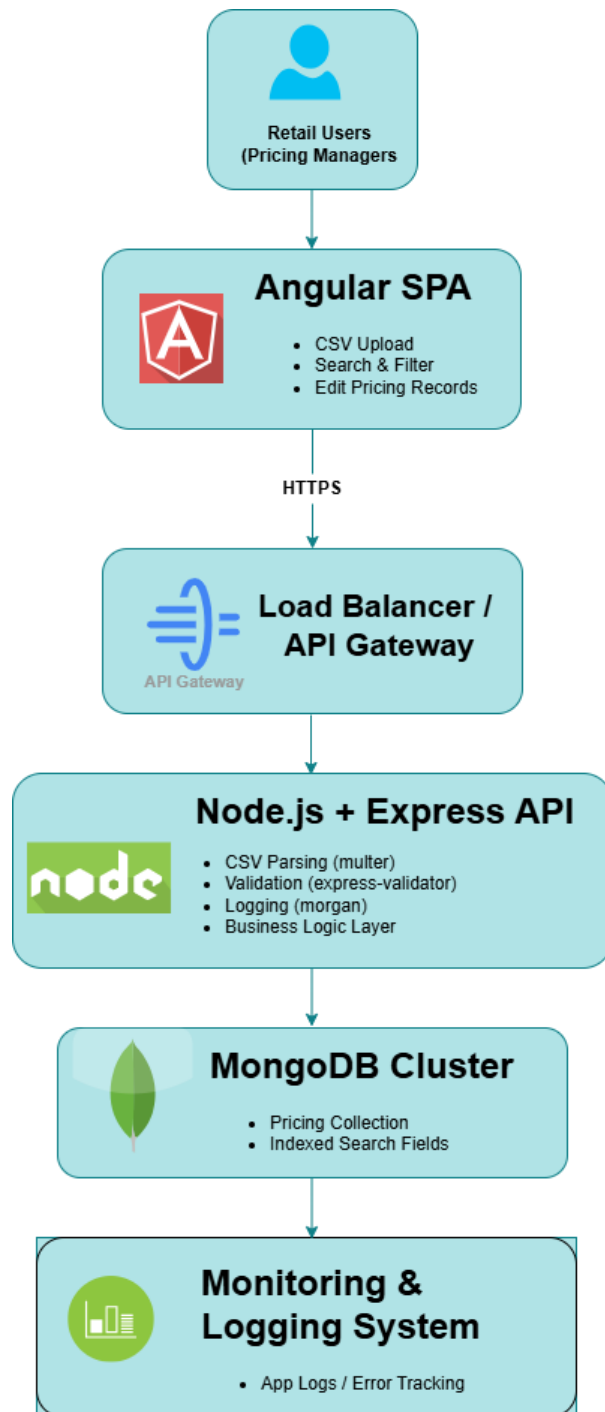 Retail Users
(Pricing Managers
Angular SPA
• CSV Upload
• Search & Filter
• Edit Pricing Records
HTTPS
Load Balancer /
API Gateway
API Gateway
Node.js + Express API
node
• CSV Parsing (multer)
• Validation (express-validator)
• Logging (morgan)
• Business Logic Layer
MongoDB Cluster
• Pricing Collection
• Indexed Search Fields
Monitoring &
Logging System
• App Logs / Error Tracking